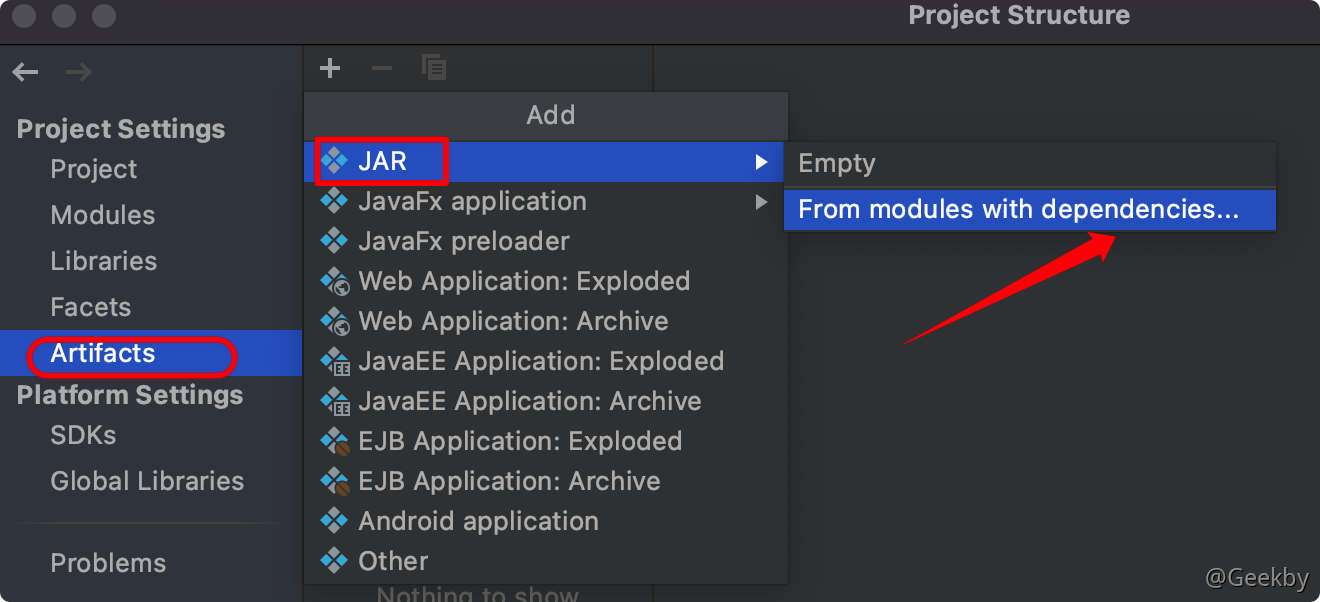 Project Structure
Project Settings
Project
Modules
Libraries
Facets
Artifacts
Platform Settings
SDKs
Global Libraries
Problems
Add
JAR
JavaFx application
JavaFx preloader
Web Application: Exploded
Web Application: Archive
JavaEE Application: Exploded
JavaEE Application: Archive
EJB Application: Exploded
EJB Application: Archive
Android application
Other
Nothing to show
Empty
From modules with dependencies...
@Geekby